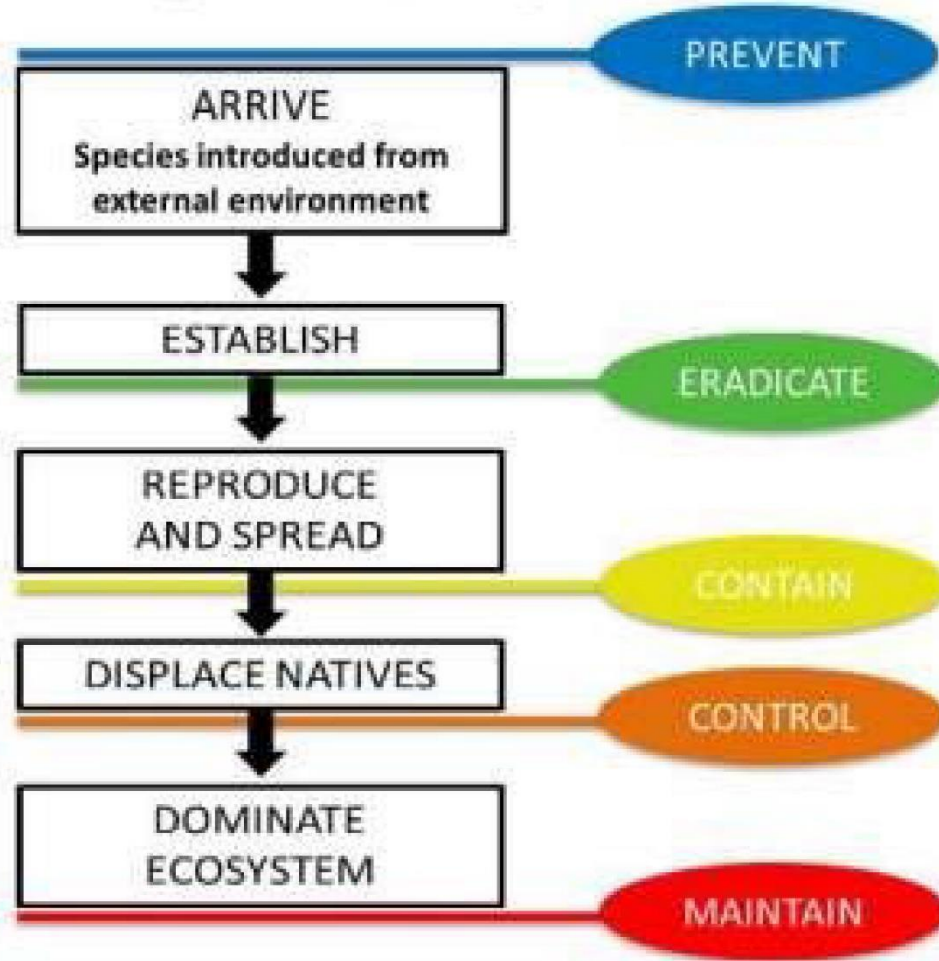 PREVENT
ARRIVE
Species introduced from
external environment
ESTABLISH
ERADICATE
REPRODUCE
AND SPREAD
CONTAIN
DISPLACE NATIVES
CONTROL
DOMINATE
ECOSYSTEM
MAINTAIN